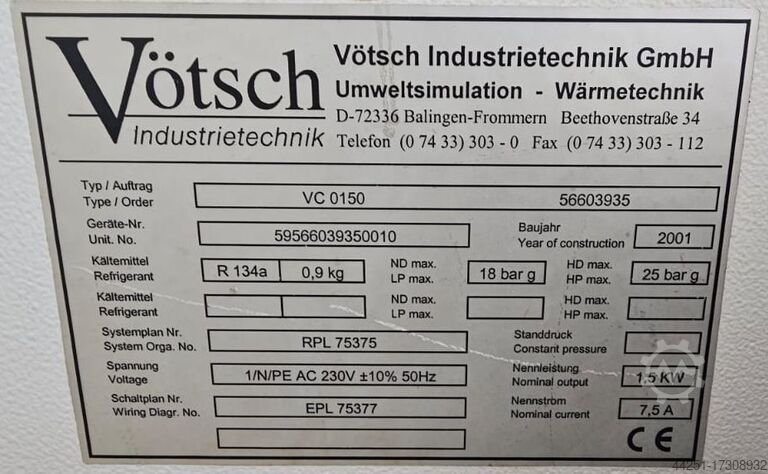 Vötsch
Industrietechnik
Vötsch Industrietechnik GmbH
Umweltsimulation - Wärmetechnik
D-72336 Balingen-Frommern Beethovenstraße 34
Telefon (0 74 33) 303 - 0 Fax (0 74 33) 303 - 112
Typ / Auftrag
Type / Order
VC 0150 56603935
Geräte-Nr.
Unit. No.
59566039350010
Baujahr
Year of construction
2001
Kältemittel
Refrigerant
R 134a 0,9 kg
ND max.
LP max.
18 bar g
HD max.
HP max.
25 bar g
Kältemittel
Refrigerant
ND max.
LP max.
HD max.
HP max.
Systemplan Nr.
System Orga. No.
RPL 75375
Standdruck
Constant pressure
Spannung
Voltage
1/N/PE AC 230V ±10% 50Hz
Nennleistung
Nominal output
1,5 KW
Schaltplan Nr.
Wiring Diagr. No.
EPL 75377
Nennström
Nominal current
7,5 A
CE
44251-17308932